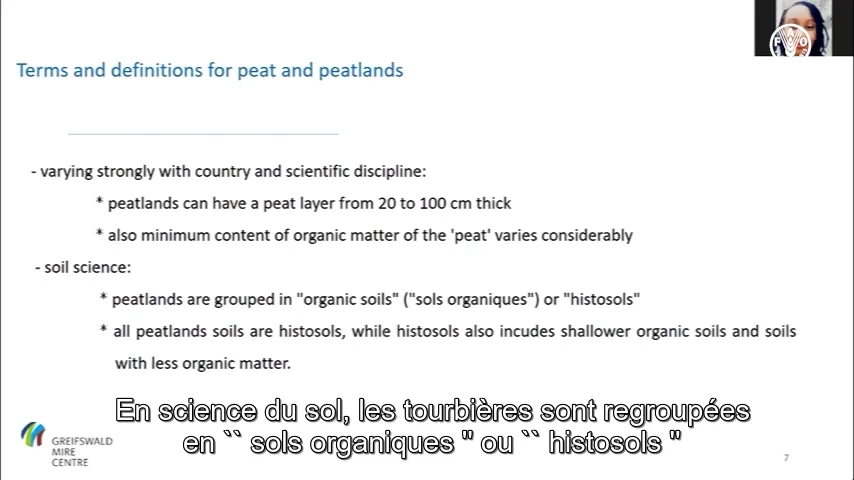 Terms and definitions for peat and peatlands
- varying strongly with country and scientific discipline:
* peatlands can have a peat layer from 20 to 100 cm thick
* also minimum content of organic matter of the 'peat' varies considerably
- soil science:
* peatlands are grouped in "organic soils" ("sols organiques") or "histosols"
* all peatlands soils are histosols, while histosols also incudes shallower organic soils and soils
with less organic matter.
En science du sol, les tourbières sont regroupées
en `` sols organiques " ou `` histosols "
GREIFSWALD
MIRE
CENTRE
7